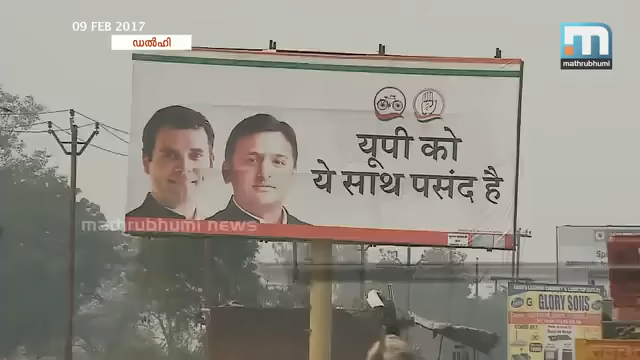 09 FEB 2017
ഡൽഹി
mathrubhumi
यूपी को
ये साथ पसंद है
mathrubhumi news
GLORY SONS